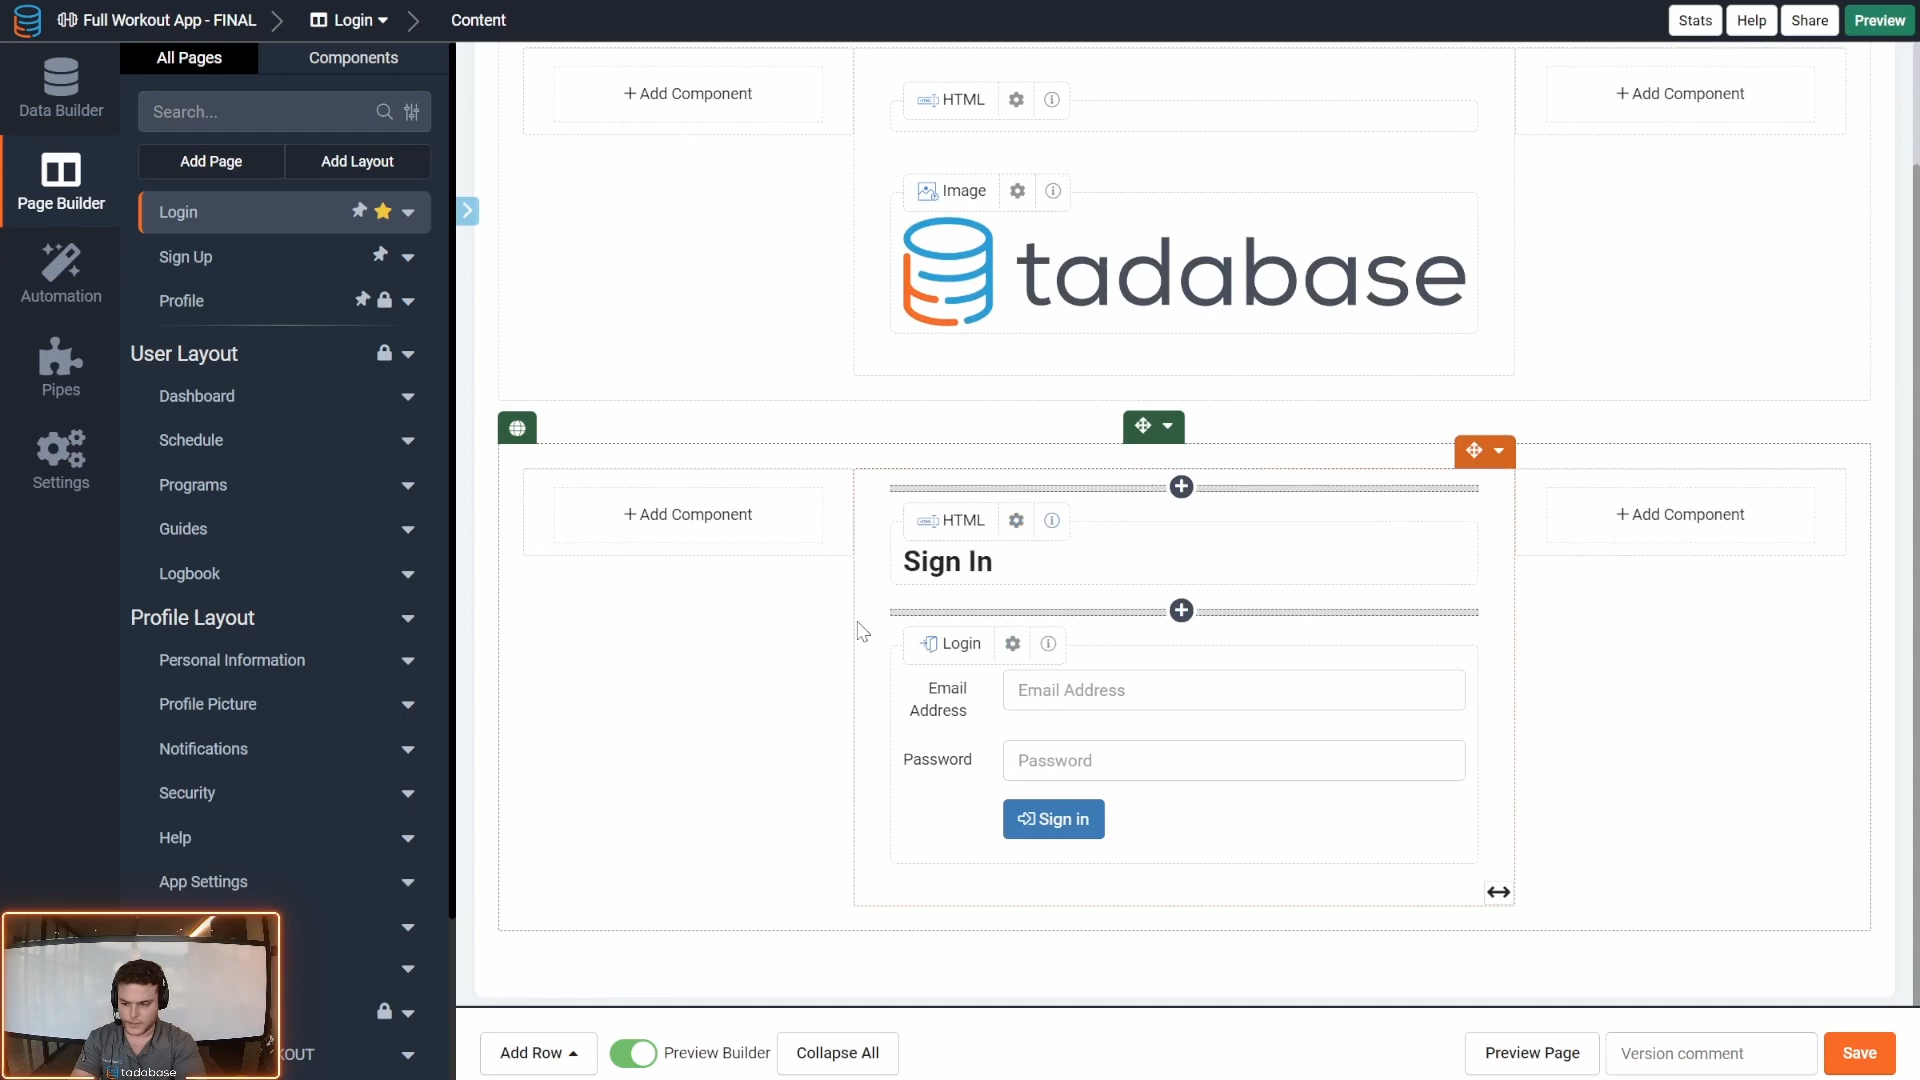 Full Workout App - FINAL
Login
Content
Stats
Help
Share
Preview
All Pages
Components
Data Builder
Page Builder
Automation
Pipes
Settings
Search...
Add Page
Add Layout
Login
Sign Up
Profile
User Layout
Dashboard
Schedule
Programs
Guides
Logbook
Profile Layout
Personal Information
Profile Picture
Notifications
Security
Help
App Settings
KOUT
tadabase
+ Add Component
HTML
Image
tadabase
+ Add Component
+ Add Component
HTML
Sign In
Login
Email
Address
Email Address
Password
Password
Sign in
+ Add Component
Add Row
Preview Builder
Collapse All
Preview Page
Version comment
Save